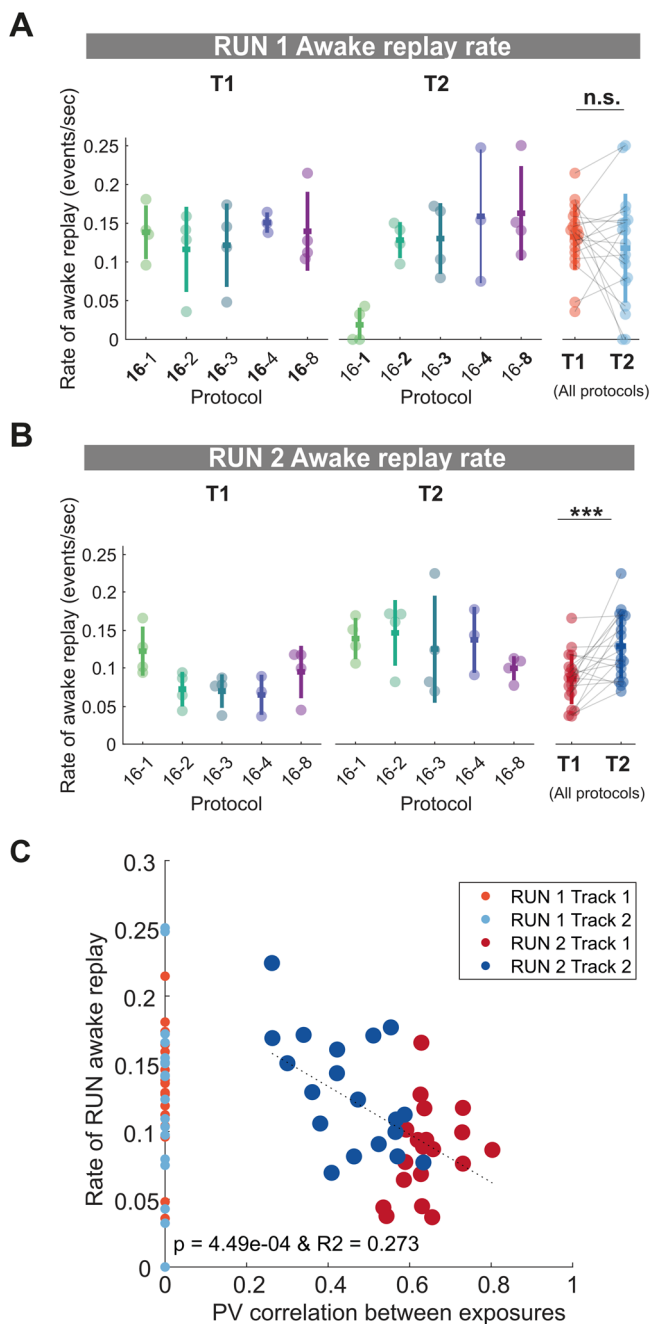 A
RUN 1 Awake replay rate
T1 T2
n.s.
Rate of awake replay (events/sec)
0.25
0.2
0.15
0.1
0.05
0
16-1 16-2 16-3 16-4 16-8 16-1 16-2 16-3 16-4 16-8 T1 T2
Protocol Protocol (All protocols)
B
RUN 2 Awake replay rate
T1 T2
***
Rate of awake replay (events/sec)
0.25
0.2
0.15
0.1
0.05
0
16-1 16-2 16-3 16-4 16-8 16-1 16-2 16-3 16-4 16-8 T1 T2
Protocol Protocol (All protocols)
C
Rate of RUN awake replay
0.3
0.25
0.2
0.15
0.1
0.05
0
RUN 1 Track 1
RUN 1 Track 2
RUN 2 Track 1
RUN 2 Track 2
p = 4.49e-04 & R2 = 0.273
0 0.2 0.4 0.6 0.8 1
PV correlation between exposures